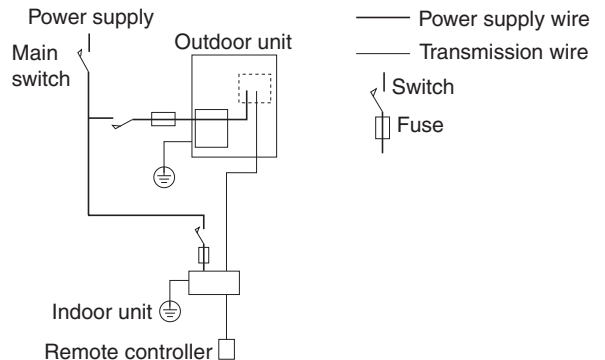 Power supply
Main
switch
Outdoor unit
Indoor unit
Remote controller
Power supply wire
Transmission wire
Switch
Fuse